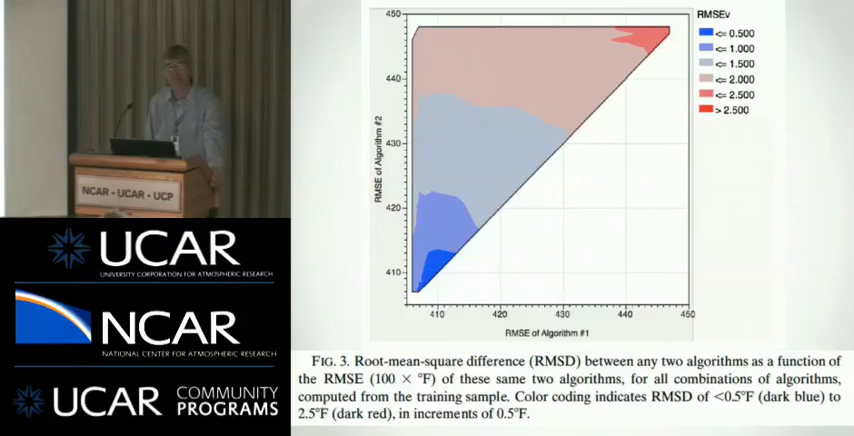 NCAR • UCAR • UCP
UCAR
UNIVERSITY CORPORATION FOR ATMOSPHERIC RESEARCH
NCAR
NATIONAL CENTER FOR ATMOSPHERIC RESEARCH
UCAR COMMUNITY
PROGRAMS
450
440
430
420
410
RMSE of Algorithm #2
410 420 430 440 450
RMSE of Algorithm #1
RMSEv
<= 0.500
<= 1.000
<= 1.500
<= 2.000
<= 2.500
> 2.500
FIG. 3. Root-mean-square difference (RMSD) between any two algorithms as a function of
the RMSE (100 × °F) of these same two algorithms, for all combinations of algorithms,
computed from the training sample. Color coding indicates RMSD of <0.5°F (dark blue) to
2.5°F (dark red), in increments of 0.5°F.